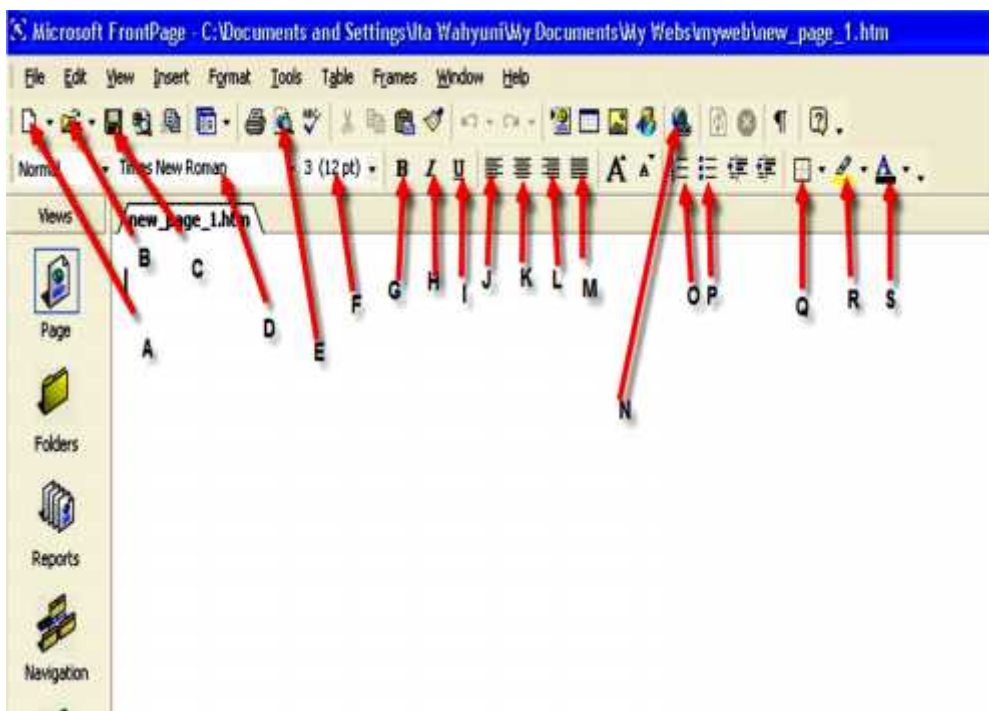 Microsoft FrontPage - C:\Documents and Settings\Ita Wahyuni\My Documents\My Webs\myweb\new_page_1.htm
File Edit View Insert Format Tools Table Frames Window Help
Normal Times New Roman 3 (12 pt) B I U A A A
Views new_page_1.htm
B C G H I J K L M O P Q R S
F
Page A D E
N
Folders
Reports
Navigation